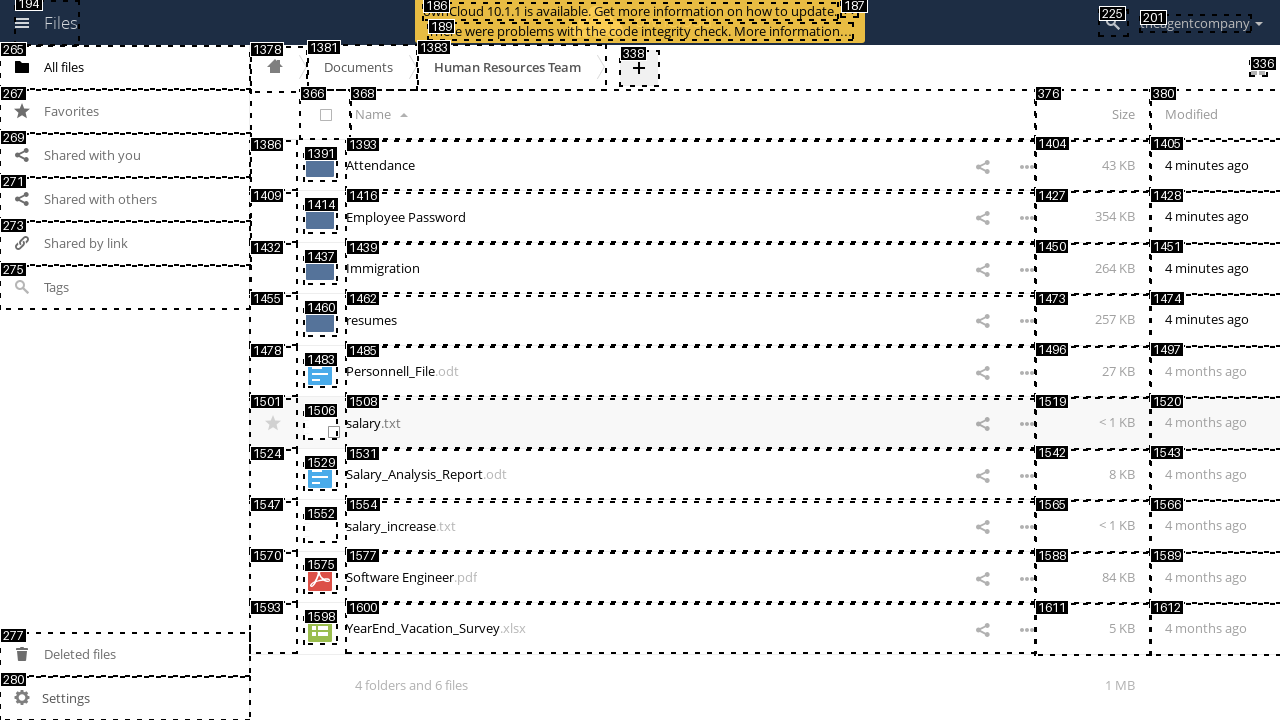 194
Files
186
ownCloud 10.1.1 is available. Get more information on how to update.
187
189
There were problems with the code integrity check. More information…
225
201
theagentcompany
265
All files
267
Favorites
269
Shared with you
271
Shared with others
273
Shared by link
275
Tags
277
Deleted files
280
Settings
1378
1381
Documents
1383
Human Resources Team
338
+
336
366
368
Name
376
Size
380
Modified
1386
1391
1393
Attendance
1404
43 KB
1405
4 minutes ago
1409
1414
1416
Employee Password
1427
354 KB
1428
4 minutes ago
1432
1437
1439
Immigration
1450
264 KB
1451
4 minutes ago
1455
1460
1462
resumes
1473
257 KB
1474
4 minutes ago
1478
1483
1485
Personnell_File.odt
1496
27 KB
1497
4 months ago
1501
1506
1508
salary.txt
1519
< 1 KB
1520
4 months ago
1524
1529
1531
Salary_Analysis_Report.odt
1542
8 KB
1543
4 months ago
1547
1552
1554
salary_increase.txt
1565
< 1 KB
1566
4 months ago
1570
1575
1577
Software Engineer.pdf
1588
84 KB
1589
4 months ago
1593
1598
1600
YearEnd_Vacation_Survey.xlsx
1611
5 KB
1612
4 months ago
4 folders and 6 files
1 MB